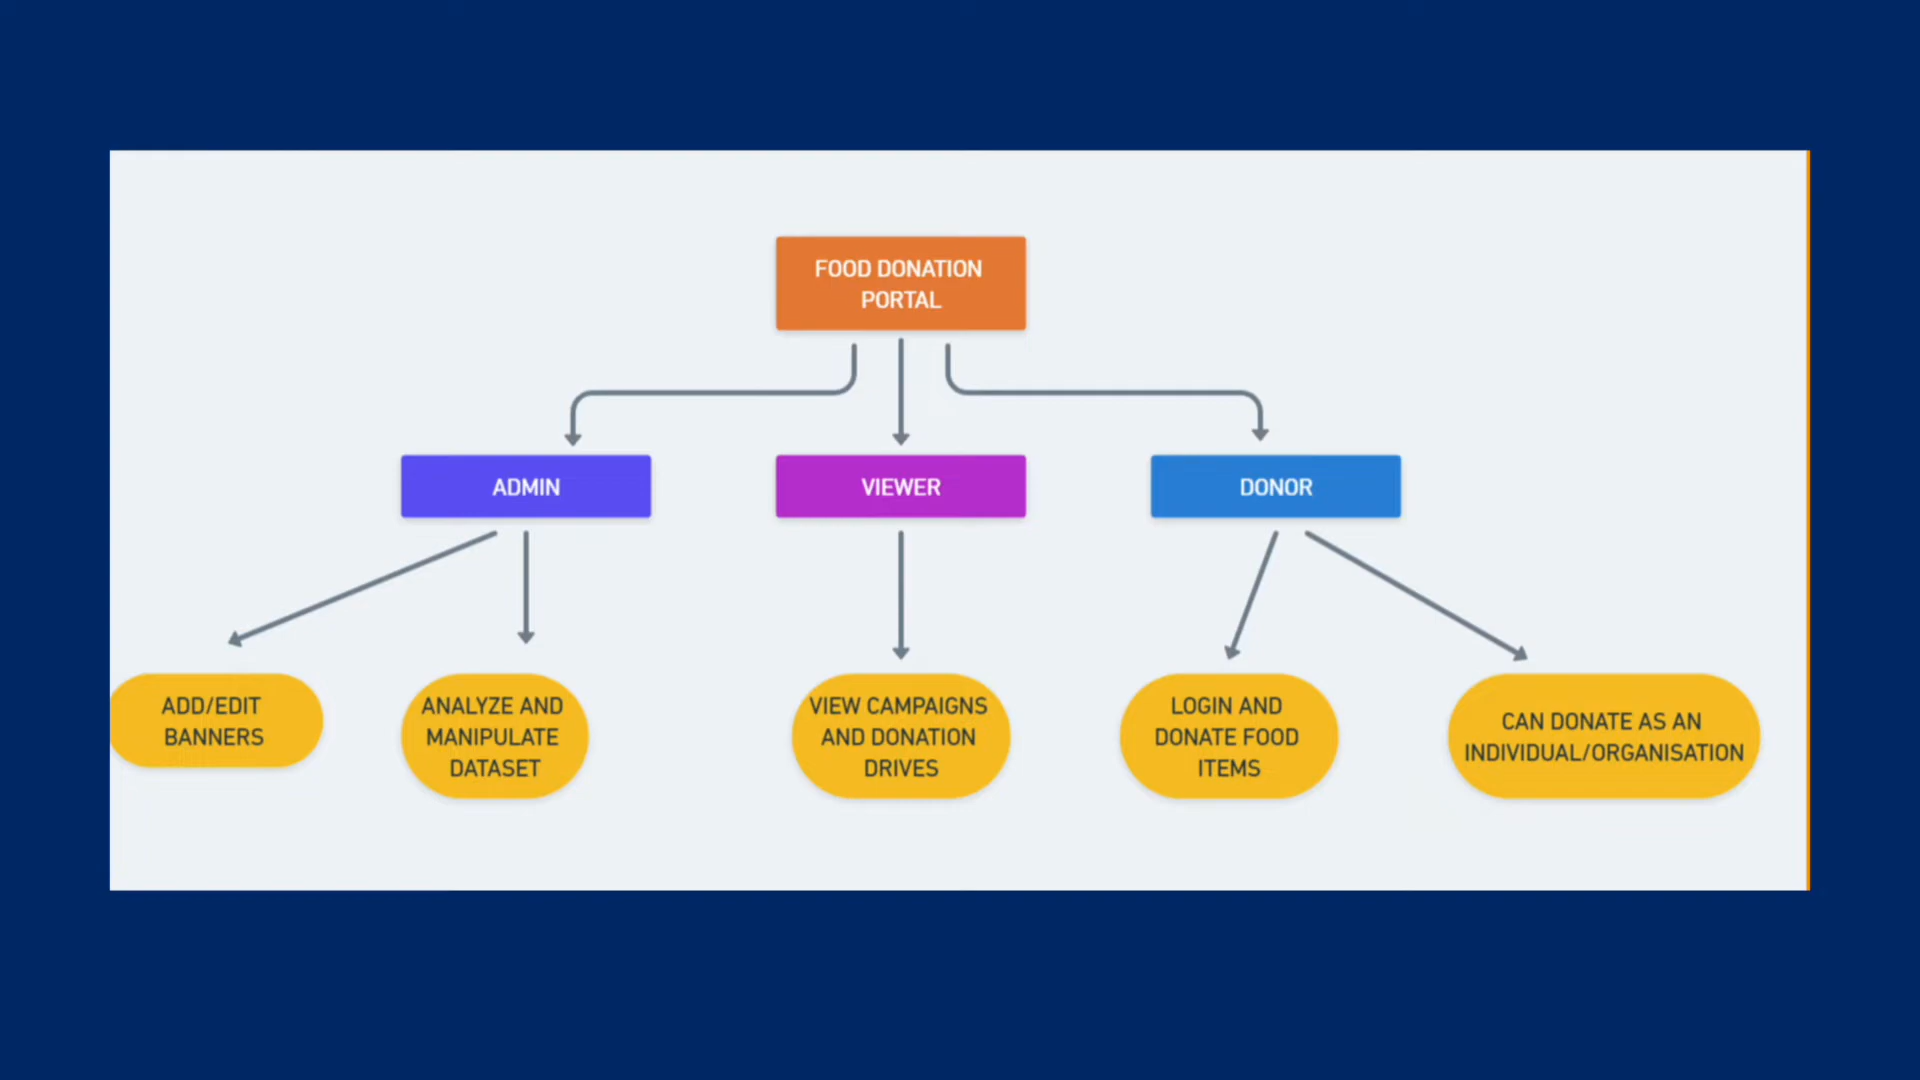 FOOD DONATION
PORTAL
ADMIN
VIEWER
DONOR
ADD/EDIT
BANNERS
ANALYZE AND
MANIPULATE
DATASET
VIEW CAMPAIGNS
AND DONATION
DRIVES
LOGIN AND
DONATE FOOD
ITEMS
CAN DONATE AS AN
INDIVIDUAL/ORGANISATION